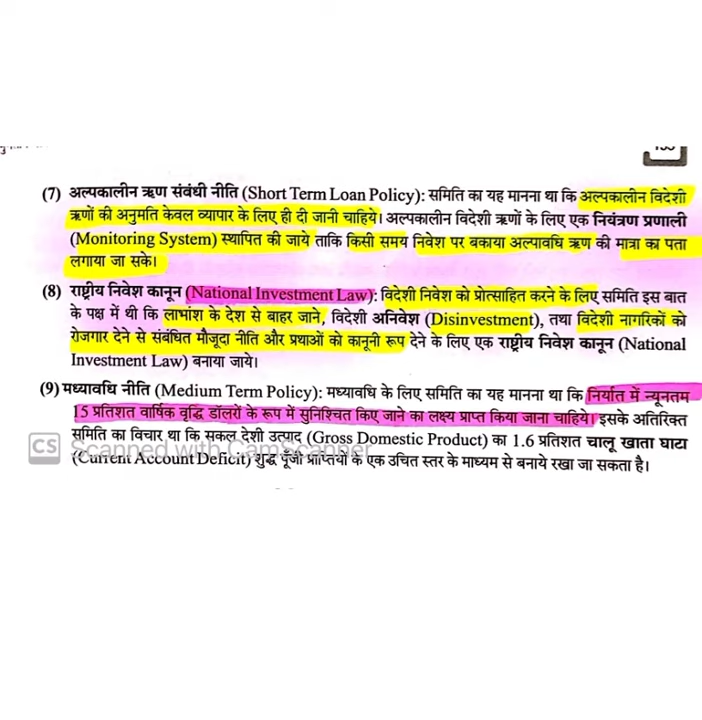 (7) अल्पकालीन ऋण संबंधी नीति (Short Term Loan Policy): समिति का यह मानना था कि अल्पकालीन विदेशी
ऋणों की अनुमति केवल व्यापार के लिए ही दी जानी चाहिये। अल्पकालीन विदेशी ऋणों के लिए एक नियंत्रण प्रणाली
(Monitoring System) स्थापित की जाये ताकि किसी समय निवेश पर बकाया अल्पावधि ऋण की मात्रा का पता
लगाया जा सके।
(8) राष्ट्रीय निवेश कानून (National Investment Law): विदेशी निवेश को प्रोत्साहित करने के लिए समिति इस बात
के पक्ष में थी कि लाभांश के देश से बाहर जाने, विदेशी अनिवेश (Disinvestment), तथा विदेशी नागरिकों को
रोजगार देने से संबंधित मौजूदा नीति और प्रथाओं को कानूनी रूप देने के लिए एक राष्ट्रीय निवेश कानून (National
Investment Law) बनाया जाये।
(9) मध्यावधि नीति (Medium Term Policy): मध्यावधि के लिए समिति का यह मानना था कि निर्यात में न्यूनतम
15 प्रतिशत वार्षिक वृद्धि डॉलरों के रूप में सुनिश्चित किए जाने का लक्ष्य प्राप्त किया जाना चाहिये। इसके अतिरिक्त
समिति का विचार था कि सकल देशी उत्पाद (Gross Domestic Product) का 1.6 प्रतिशत चालू खाता घाटा
(Current Account Deficit) शुद्ध पूँजी प्राप्तियों के एक उचित स्तर के माध्यम से बनाये रखा जा सकता है।
CS Scanned with CamScanner